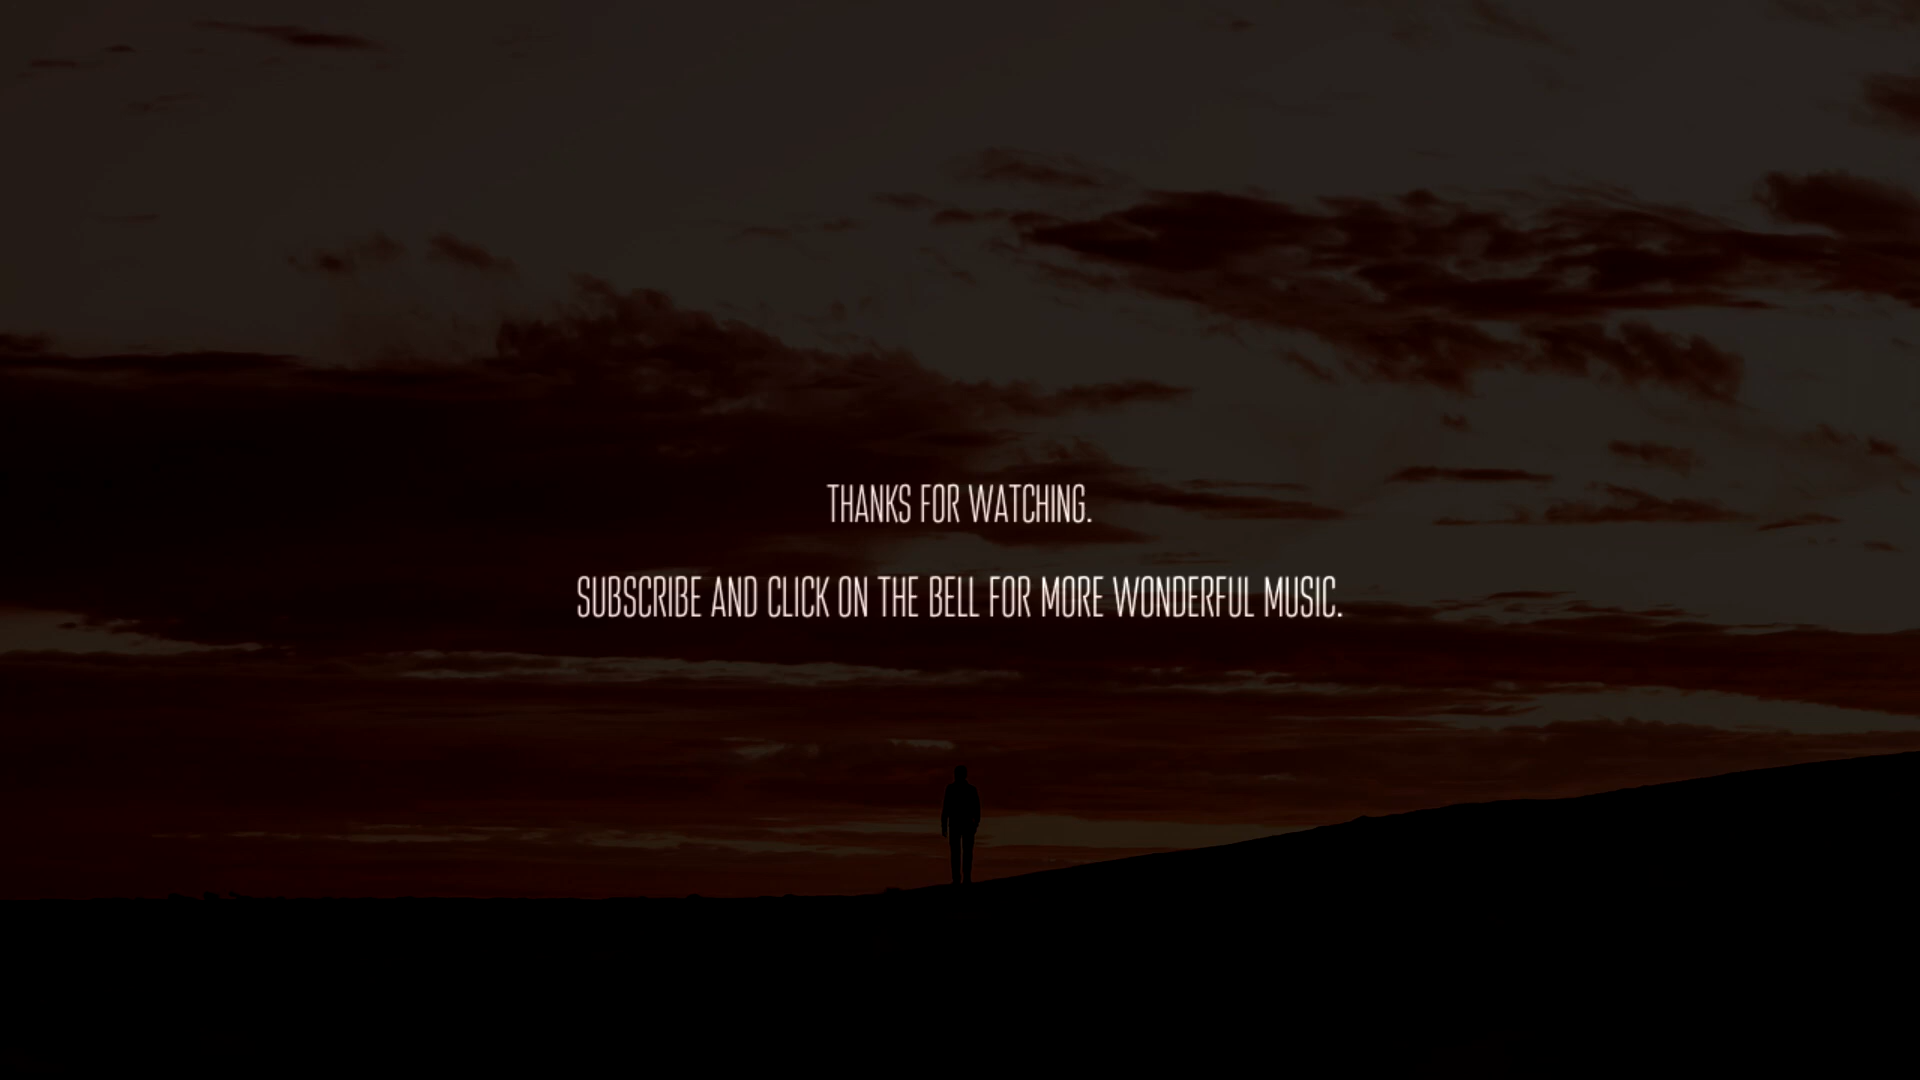 THANKS FOR WATCHING.
SUBSCRIBE AND CLICK ON THE BELL FOR MORE WONDERFUL MUSIC.